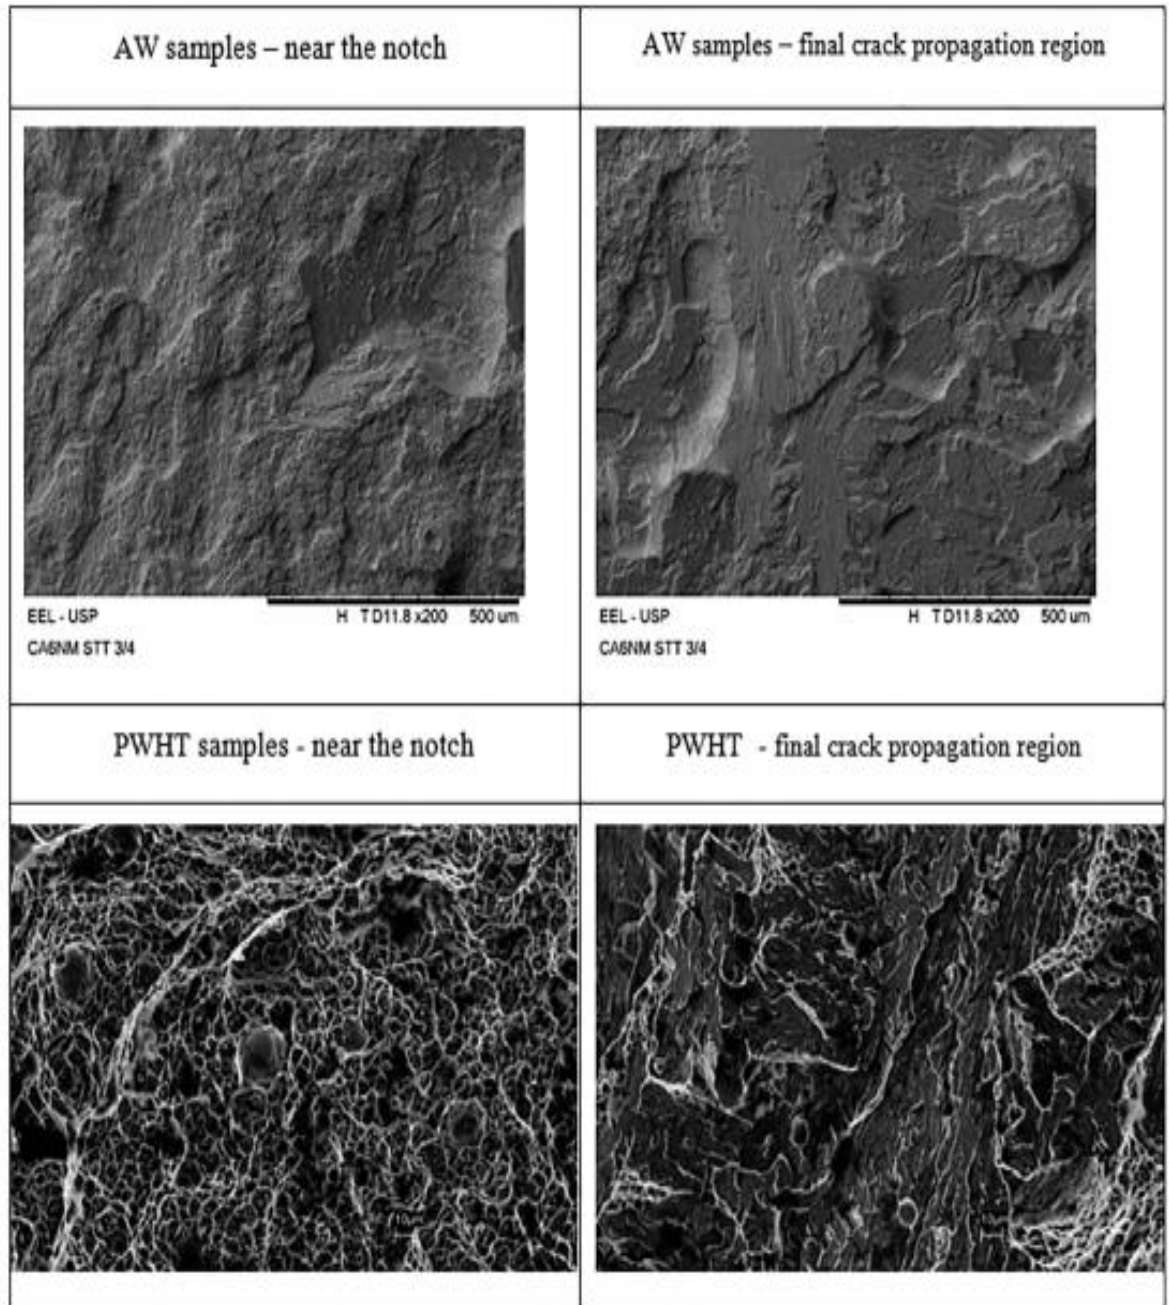 AW samples – near the notch
AW samples – final crack propagation region
EEL - USP
H TD11.8 x200 500 um
CA6NM STT 3/4
EEL - USP
H TD11.8 x200 500 um
CA6NM STT 3/4
PWHT samples - near the notch
PWHT - final crack propagation region